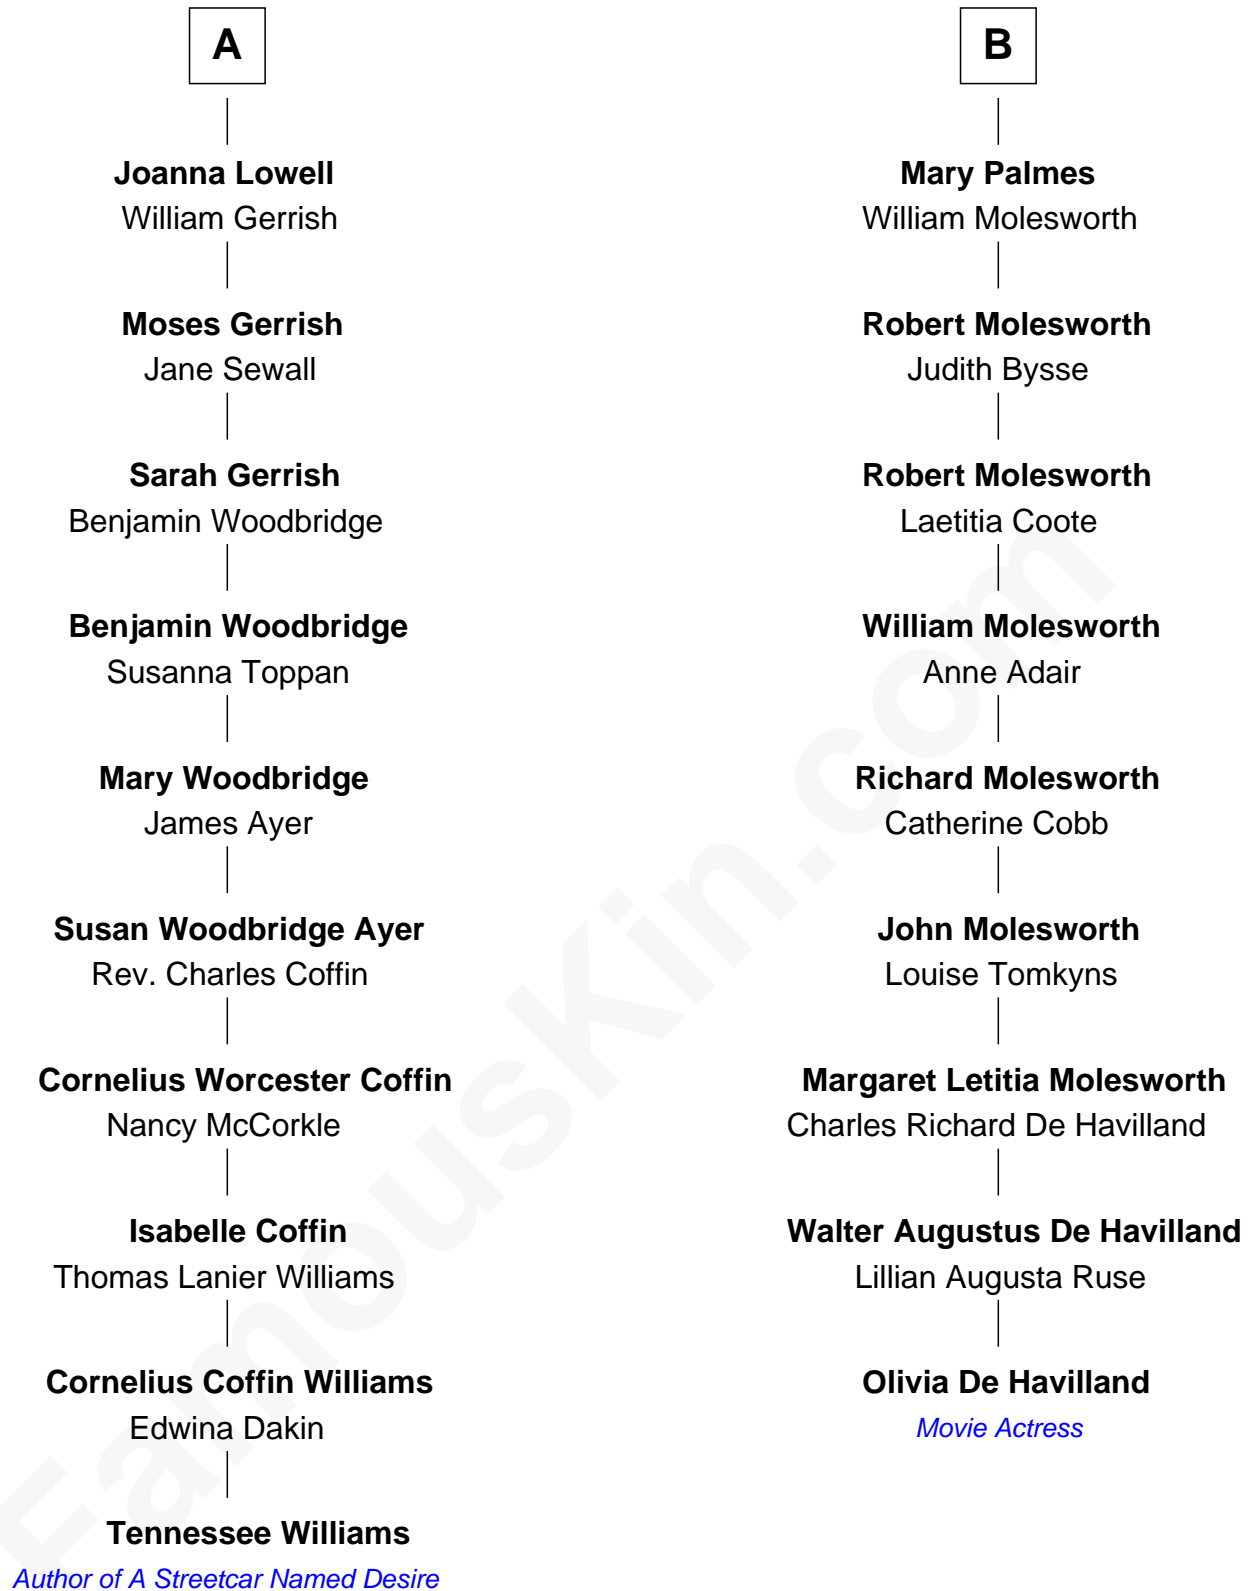 A
Joanna Lowell
William Gerrish
Moses Gerrish
Jane Sewall
Sarah Gerrish
Benjamin Woodbridge
Benjamin Woodbridge
Susanna Toppan
Mary Woodbridge
James Ayer
Susan Woodbridge Ayer
Rev. Charles Coffin
Cornelius Worcester Coffin
Nancy McCorkle
Isabelle Coffin
Thomas Lanier Williams
Cornelius Coffin Williams
Edwina Dakin
Tennessee Williams
Author of A Streetcar Named Desire
B
Mary Palmes
William Molesworth
Robert Molesworth
Judith Bysse
Robert Molesworth
Laetitia Coote
William Molesworth
Anne Adair
Richard Molesworth
Catherine Cobb
John Molesworth
Louise Tomkyns
Margaret Letitia Molesworth
Charles Richard De Havilland
Walter Augustus De Havilland
Lillian Augusta Ruse
Olivia De Havilland
Movie Actress
FamousKin.com